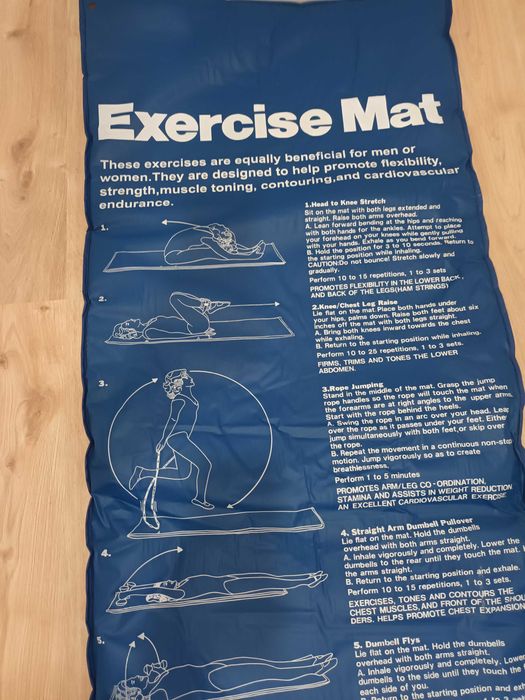 Exercise Mat
These exercises are equally beneficial for men or
women.They are designed to help promote flexibility,
strength,muscle toning, contouring,and cardiovascular
endurance.
1.
1.Head to Knee Stretch
Sit on the mat with both legs extended and
straight. Raise both arms overhead.
A. Lean forward bending at the hips and reaching
with both hands for the ankles. Attempt to place
your forehead on your knees while gently pulling
with your hands. Exhale as you bend forward.
B. Hold the position for 3 to 10 seconds. Return to
the starting position while inhaling.
CAUTION:Do not bounce! Stretch slowly and
gradually.
Perform 10 to 15 repetitions, 1 to 3 sets
PROMOTES FLEXIBILITY IN THE LOWER BACK,
AND BACK OF THE LEGS(HAM STRINGS)
2.
2.Knee/Chest Leg Raise
Lie flat on the mat. Place both hands under
your hips, palms down. Raise both feet about six
inches off the mat with both legs straight.
A. Bring both knees inward towards the chest
while exhaling.
B. Return to the starting position while inhaling.
Perform 10 to 25 repetitions, 1 to 3 sets.
FIRMS, TRIMS AND TONES THE LOWER
ABDOMEN.
3.
3.Rope Jumping
Stand in the middle of the mat. Grasp the jump
rope handles so the rope will touch the mat when
the forearms are at right angles to the upper arms.
Start with the rope behind the heels.
A. Swing the rope in an arc over your head. Leap
over the rope as it passes under your feet. Either
jump simultaneously with both feet,or skip over
the rope.
B. Repeat the movement in a continuous non-stop
motion. Jump vigorously so as to create
breathlessness.
Perform 1 to 5 minutes
PROMOTES ARM/LEG CO-ORDINATION,
STAMINA AND ASSISTS IN WEIGHT REDUCTION
AN EXCELLENT CARDIOVASCULAR EXERCISE
4.
4. Straight Arm Dumbell Pullover
Lie flat on the mat. Hold the dumbells
overhead with both arms straight.
A. Inhale vigorously and completely. Lower the
dumbells to the rear until they touch the mat.
the arms straight.
B. Return to the starting position and exhale.
Perform 10 to 15 repetitions, 1 to 3 sets.
EXERCISES, TONES AND CONTOURS THE
CHEST MUSCLES,AND FRONT OF THE SHOU
DERS. HELPS PROMOTE CHEST EXPANSION
5.
5. Dumbell Flys
Lie flat on the mat. Hold the dumbells
overhead with both arms straight.
A. Inhale vigorously and completely. Lower
dumbells to the side until they touch the
each side of you.
B. Return to the starting position and